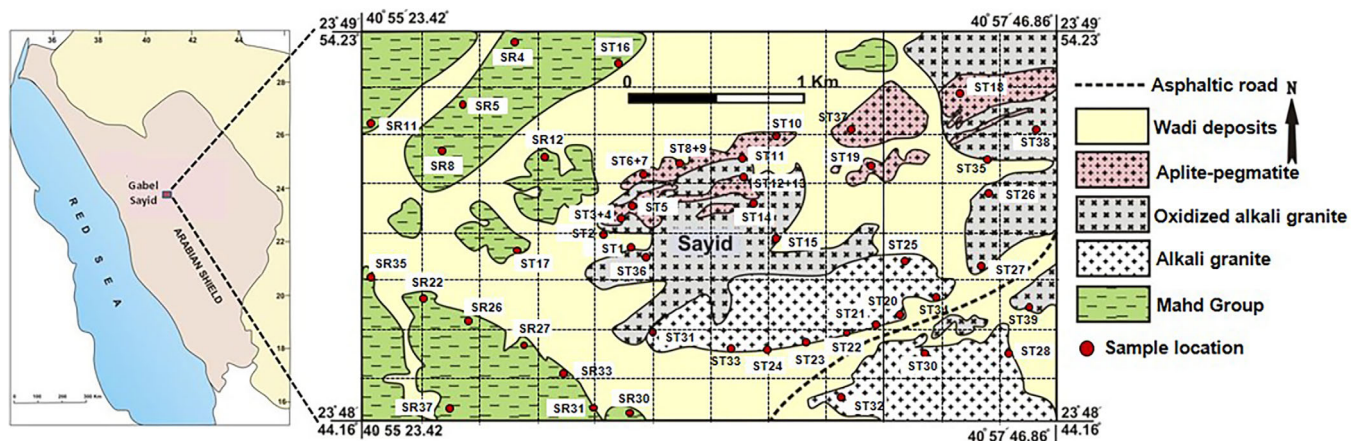 36
40
42
44
28
26
24
22
20
18
16
Gabel
Sayid
RED SEA
ARABIAN SHIELD
0 100 300 Km
40° 55' 23.42"
40° 57' 46.86"
23° 49'
54.23"
23° 49'
54.23"
SR4
ST16
0 1 Km
SR5
ST18
SR11
ST37
ST10
ST38
SR8
SR12
ST8+9
ST11
ST19
ST35
ST6+7
ST12+13
ST26
ST3+4
ST5
ST14
ST2
Sayid
ST1
ST15
ST25
ST17
ST36
ST27
SR35
SR22
ST20
ST34
ST21
ST39
SR26
SR27
ST31
ST22
ST33
ST24
ST23
ST30
ST28
SR33
ST32
SR37
SR31
SR30
23° 48'
44.16"
40° 55' 23.42"
40° 57' 46.86"
23° 48'
44.16"
Asphaltic road
N
Wadi deposits
Aplite-pegmatite
Oxidized alkali granite
Alkali granite
Mahd Group
Sample location